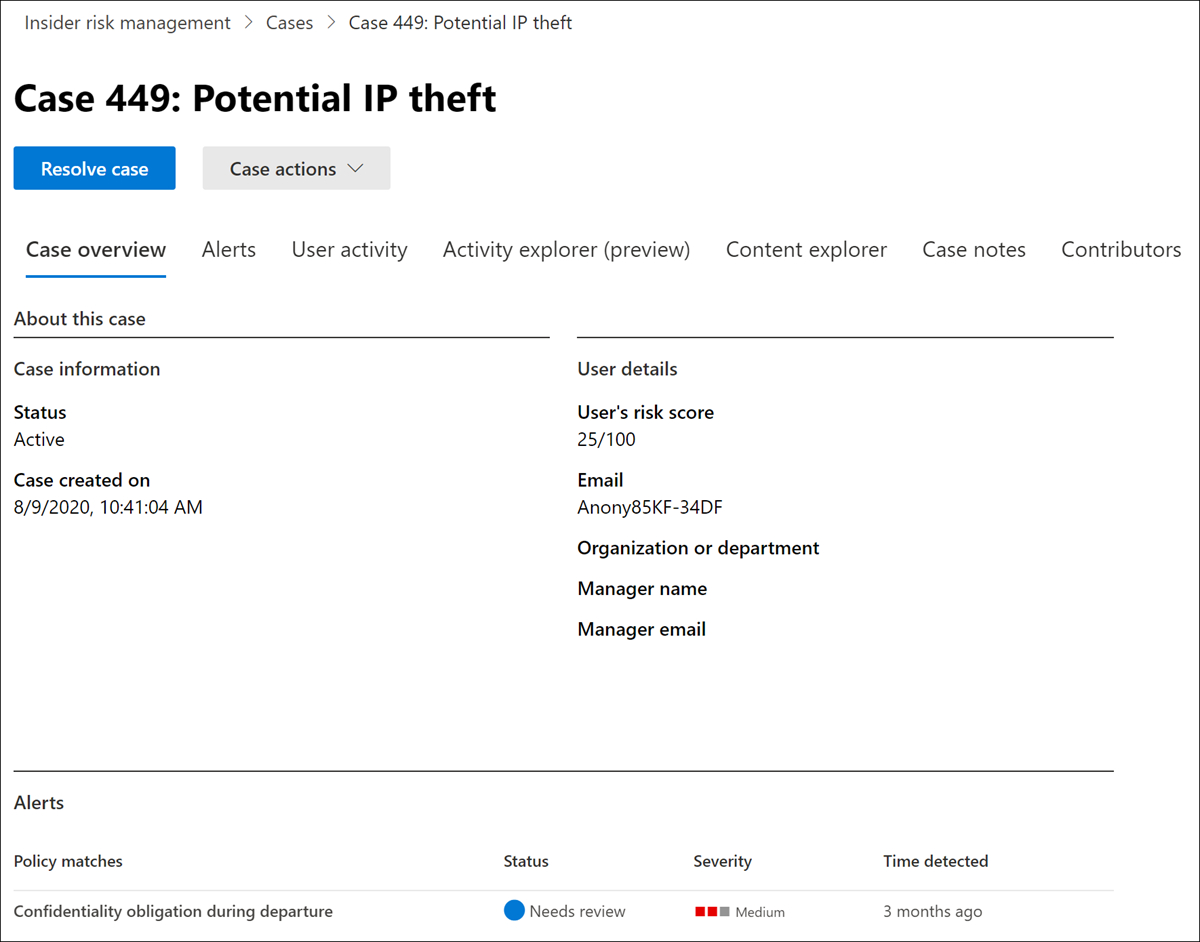 Insider risk management > Cases > Case 449: Potential IP theft
Case 449: Potential IP theft
Resolve case Case actions
Case overview Alerts User activity Activity explorer (preview) Content explorer Case notes Contributors
About this case
Case information
Status
Active
Case created on
8/9/2020, 10:41:04 AM
User details
User's risk score
25/100
Email
Anony85KF-34DF
Organization or department
Manager name
Manager email
Alerts
Policy matches Status Severity Time detected
Confidentiality obligation during departure Needs review Medium 3 months ago